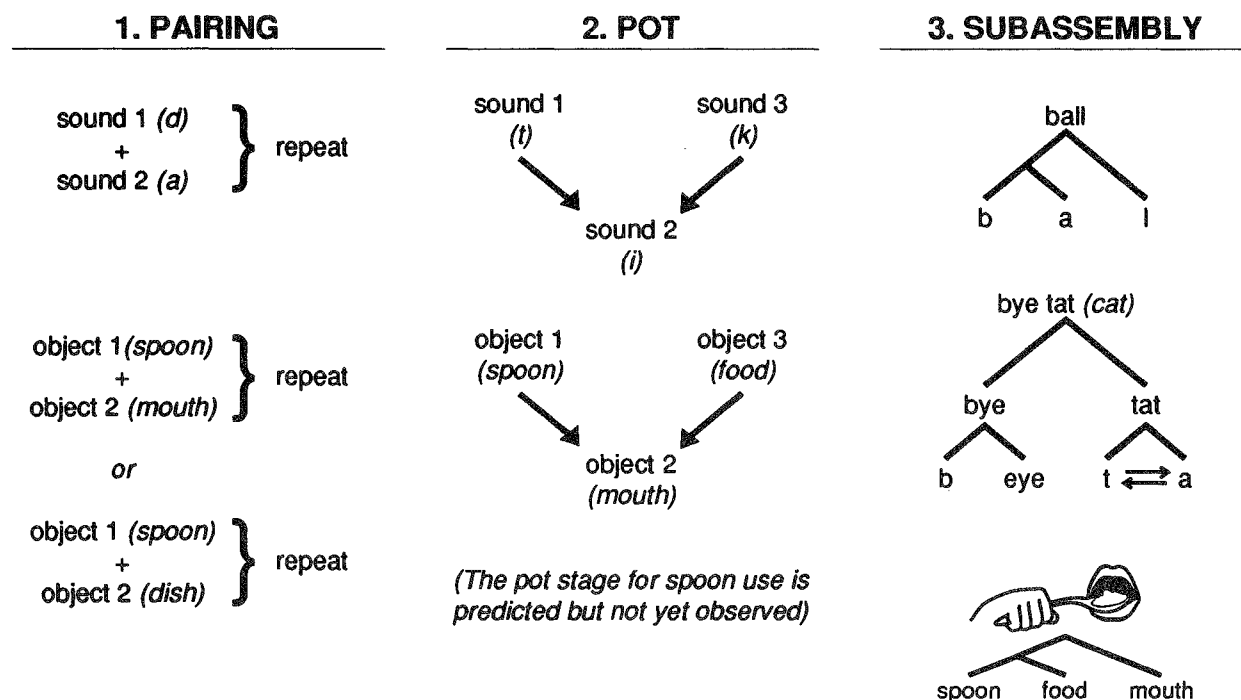 1. PAIRING
sound 1 (d)
+
sound 2 (a)
} repeat
object 1(spoon)
+
object 2 (mouth)
} repeat
or
object 1 (spoon)
+
object 2 (dish)
} repeat
2. POT
sound 1 sound 3
(t) (k)
sound 2
(i)
object 1 object 3
(spoon) (food)
object 2
(mouth)
(The pot stage for spoon use is
predicted but not yet observed)
3. SUBASSEMBLY
ball
b a l
bye tat (cat)
bye tat
b eye t ⇄ a
spoon food mouth